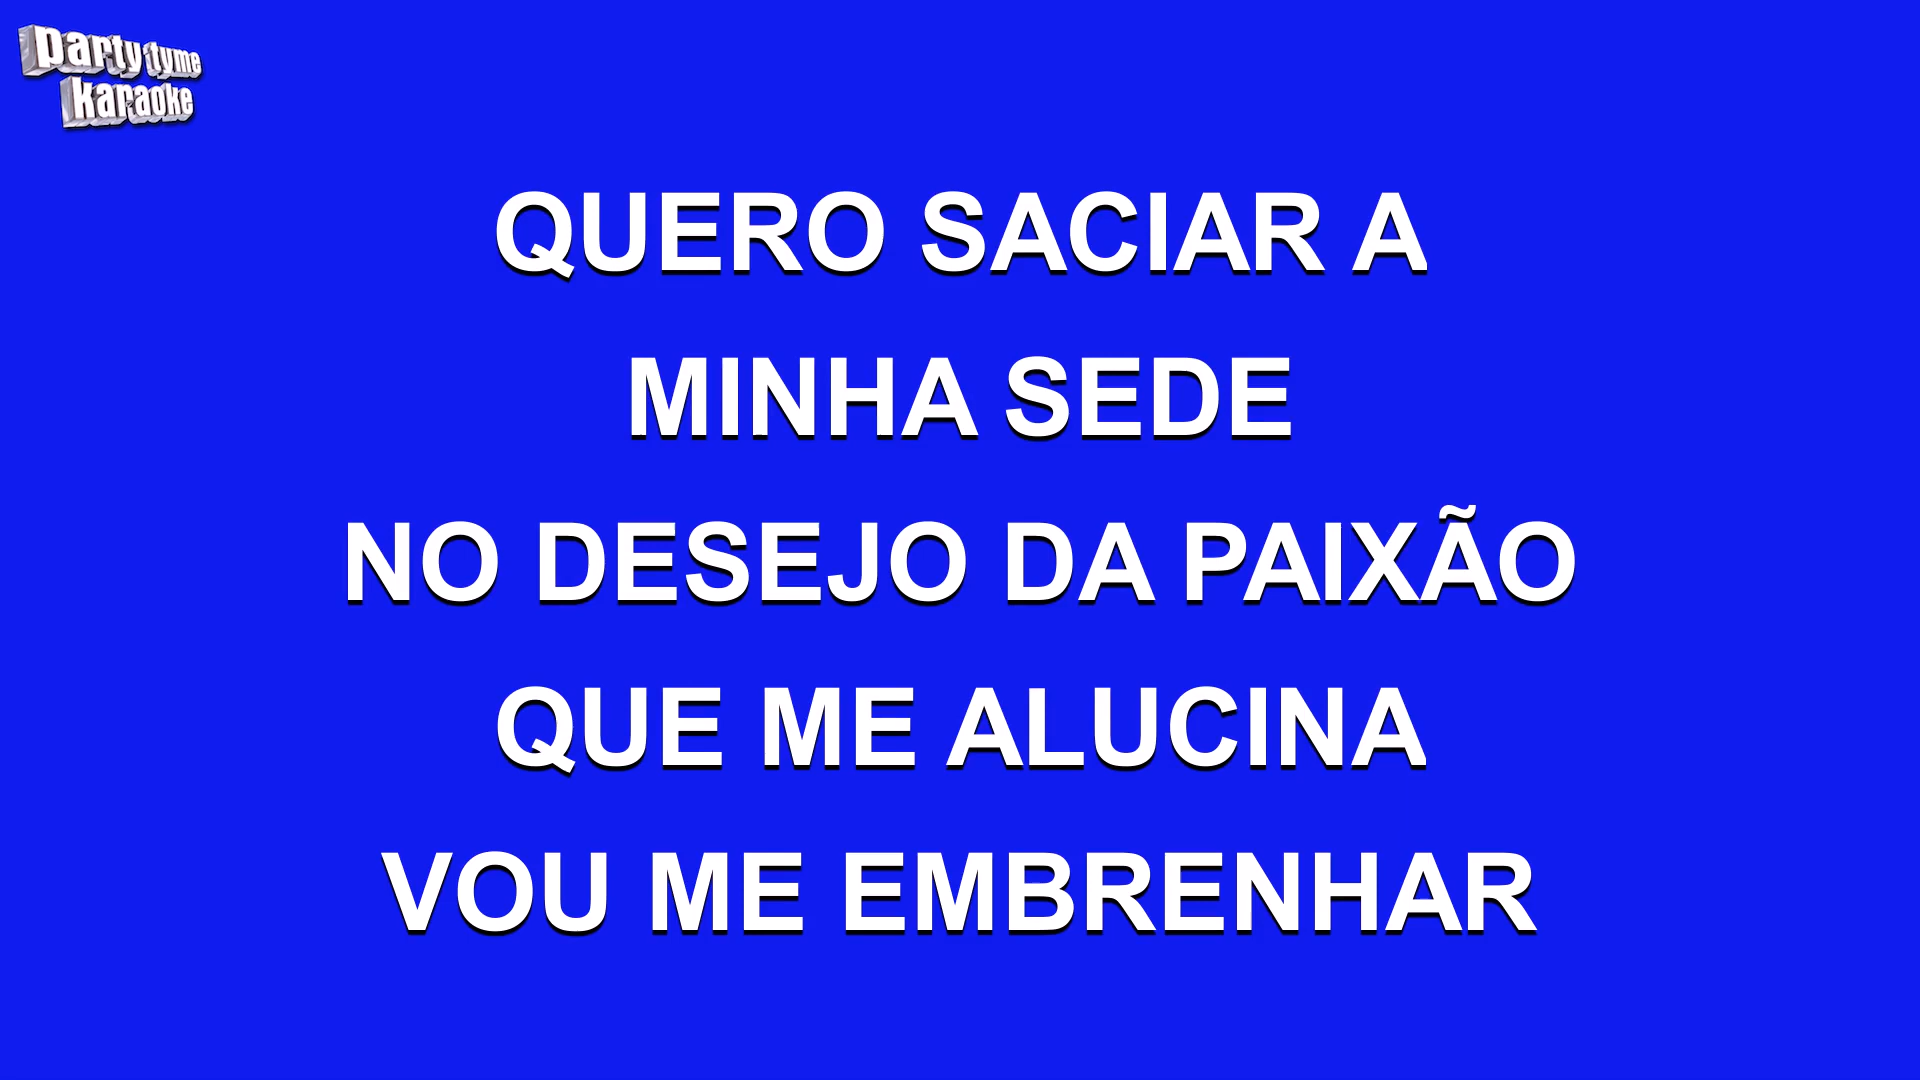 party tyme
karaoke
QUERO SACIAR A
MINHA SEDE
NO DESEJO DA PAIXÃO
QUE ME ALUCINA
VOU ME EMBRENHAR